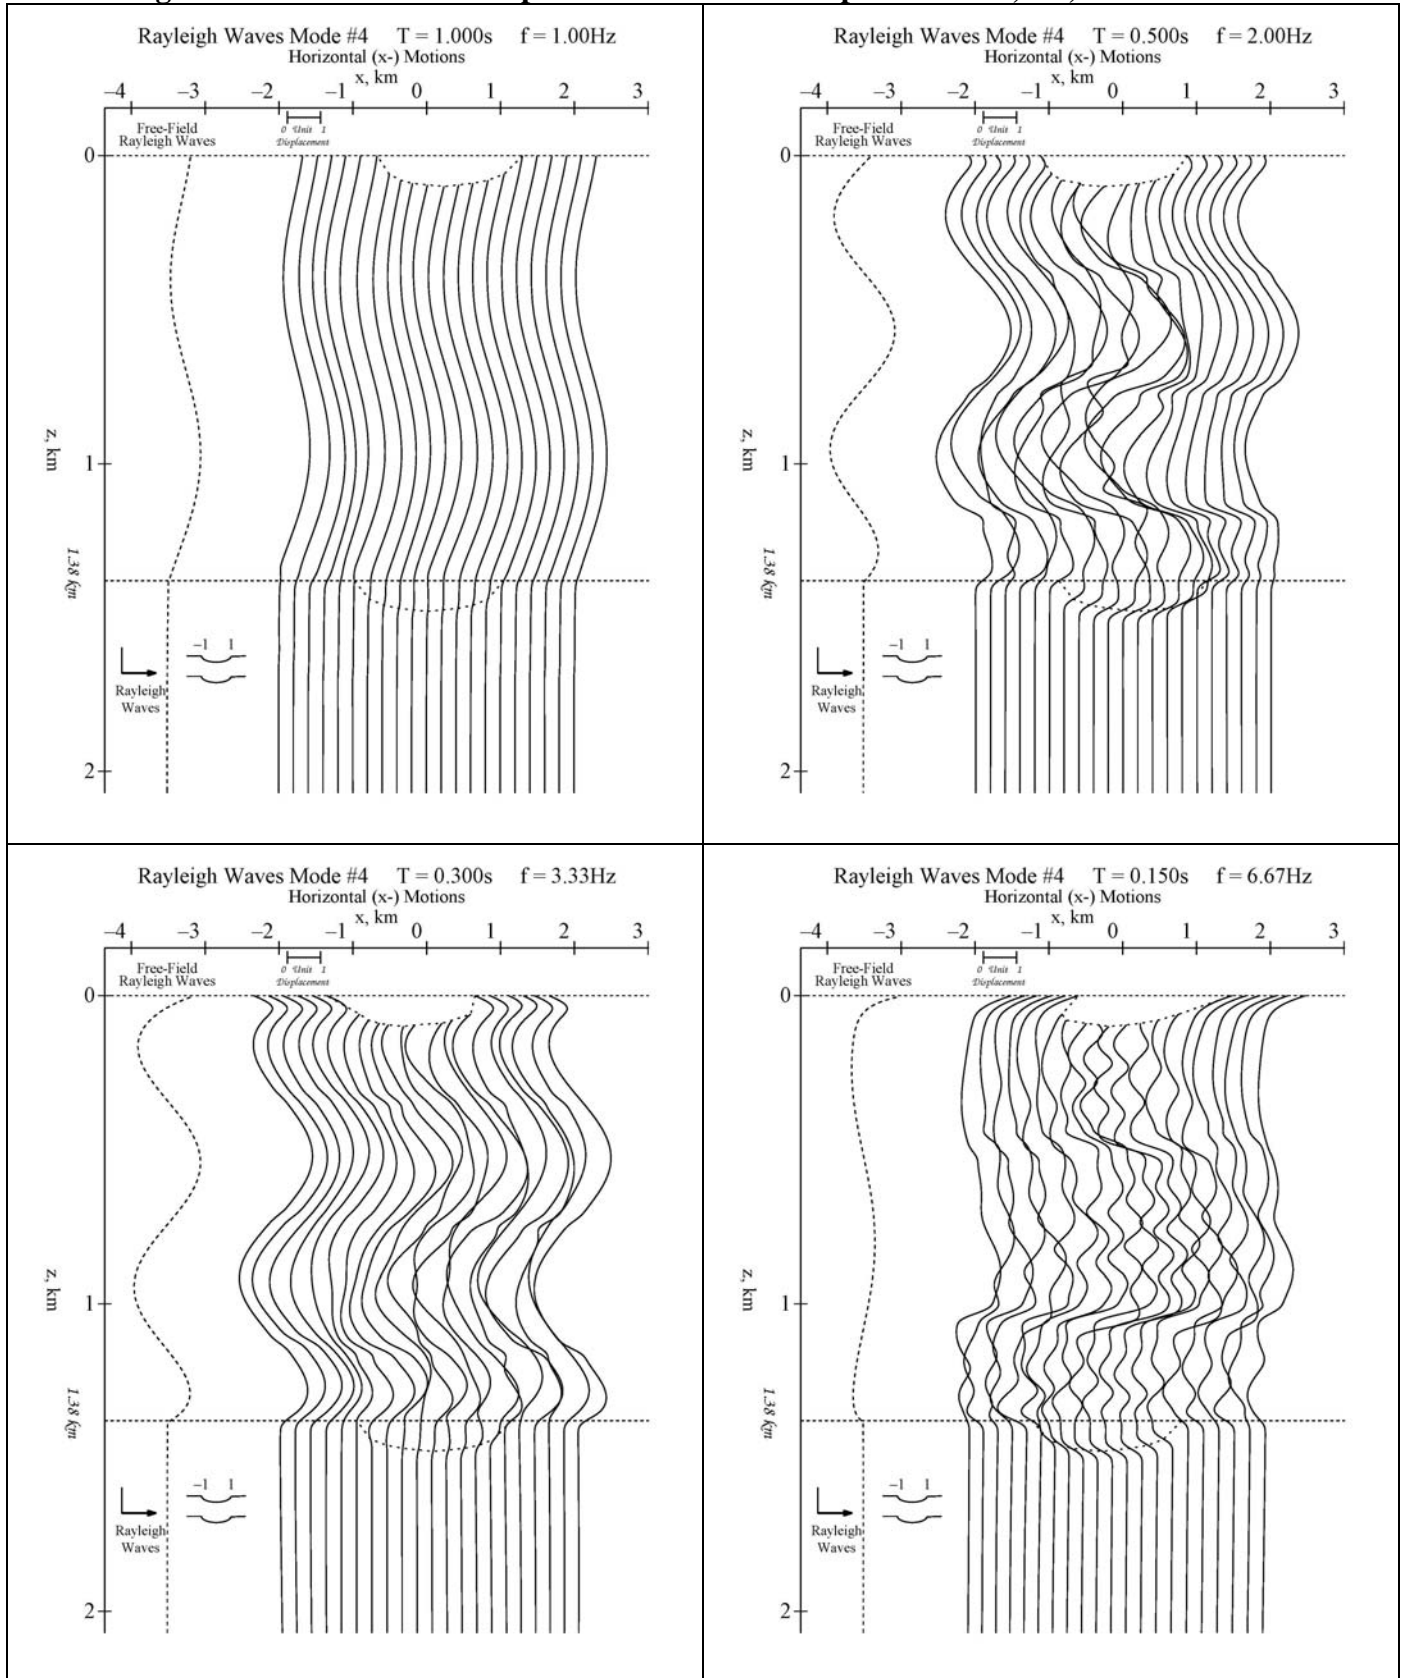 Rayleigh Waves Mode #4 T = 1.000s f = 1.00Hz
Horizontal (x-) Motions
x, km
–4 –3 –2 –1 0 1 2 3
Free-Field
Rayleigh Waves
0 Unit 1
Displacement
0
z, km
1
1.38 km
–1 1
Rayleigh
Waves
2
Rayleigh Waves Mode #4 T = 0.500s f = 2.00Hz
Horizontal (x-) Motions
x, km
–4 –3 –2 –1 0 1 2 3
Free-Field
Rayleigh Waves
0 Unit 1
Displacement
0
z, km
1
1.38 km
–1 1
Rayleigh
Waves
2
Rayleigh Waves Mode #4 T = 0.300s f = 3.33Hz
Horizontal (x-) Motions
x, km
–4 –3 –2 –1 0 1 2 3
Free-Field
Rayleigh Waves
0 Unit 1
Displacement
0
z, km
1
1.38 km
–1 1
Rayleigh
Waves
2
Rayleigh Waves Mode #4 T = 0.150s f = 6.67Hz
Horizontal (x-) Motions
x, km
–4 –3 –2 –1 0 1 2 3
Free-Field
Rayleigh Waves
0 Unit 1
Displacement
0
z, km
1
1.38 km
–1 1
Rayleigh
Waves
2